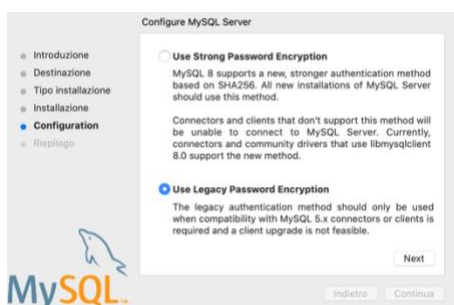 Configure MySQL Server
Introduzione
Destinazione
Tipo installazione
Installazione
Configuration
Riepilogo
Use Strong Password Encryption
MySQL 8 supports a new, stronger authentication method
based on SHA256. All new installations of MySQL Server
should use this method.
Connectors and clients that don't support this method will
be unable to connect to MySQL Server. Currently,
connectors and community drivers that use libmysqlclient
8.0 support the new method.
Use Legacy Password Encryption
The legacy authentication method should only be used
when compatibility with MySQL 5.x connectors or clients is
required and a client upgrade is not feasible.
Next
MySQL
Indietro
Continua